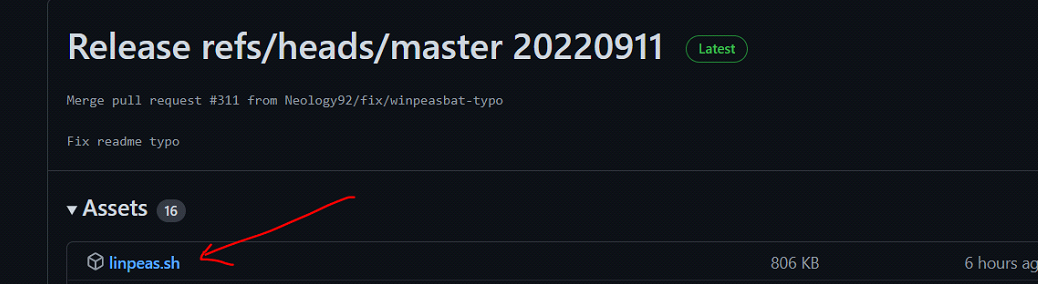 Release refs/heads/master 20220911 Latest
Merge pull request #311 from Neology92/fix/winpeasbat-typo
Fix readme typo
Assets 16
linpeas.sh 806 KB 6 hours ag